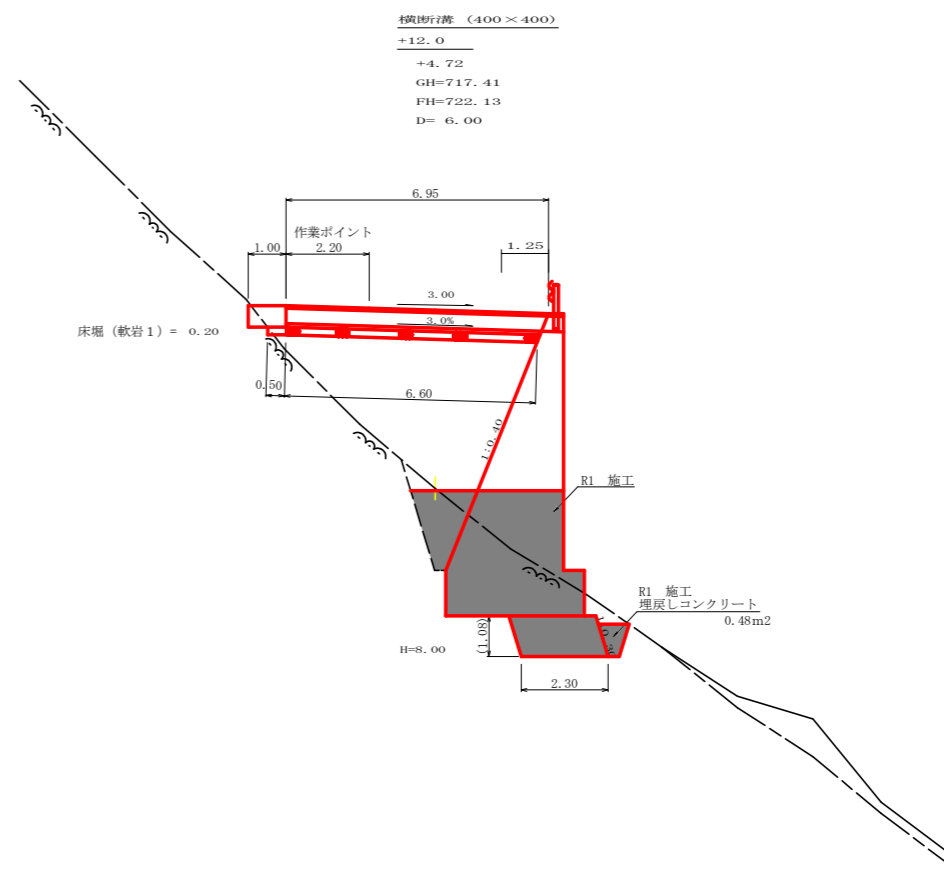 横断溝 (400×400)
+12.0
+4.72
GH=717.41
FH=722.13
D= 6.00
6.95
作業ポイント
1.00
2.20
1.25
3.00
3.0%
床堀（軟岩1）= 0.20
0.50
6.60
1:0.40
R1 施工
R1 施工
埋戻しコンクリート
0.48m2
(1.08)
H=8.00
2.30